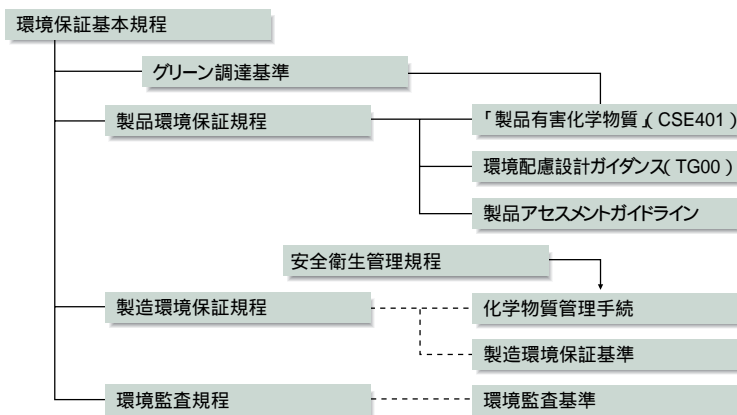 環境保証基本規程
グリーン調達基準
製品環境保証規程
「製品有害化学物質」(CSE401)
環境配慮設計ガイダンス(TG00)
製品アセスメントガイドライン
安全衛生管理規程
製造環境保証規程
化学物質管理手続
製造環境保証基準
環境監査規程
環境監査基準